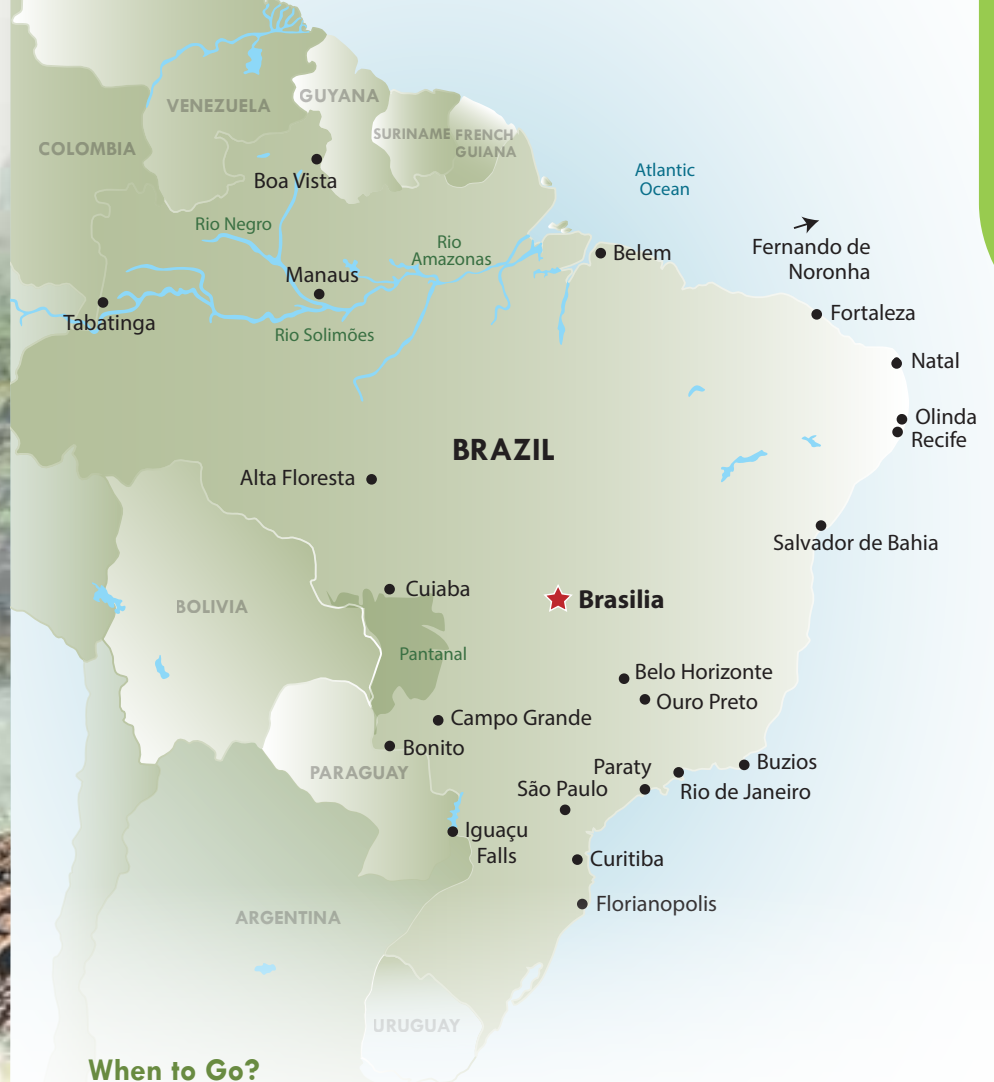 VENEZUELA
GUYANA
COLOMBIA
SURINAME
FRENCH
GUIANA
Boa Vista
Atlantic
Ocean
Rio Negro
Rio
Amazonas
Belem
Fernando de
Noronha
Manaus
Tabatinga
Rio Solimões
Fortaleza
Natal
Olinda
Recife
BRAZIL
Alta Floresta
Salvador de Bahia
Cuiaba
Brasilia
BOLIVIA
Pantanal
Belo Horizonte
Ouro Preto
Campo Grande
Bonito
PARAGUAY
Paraty
Buzios
São Paulo
Rio de Janeiro
Iguaçu
Falls
Curitiba
Florianopolis
ARGENTINA
URUGUAY
When to Go?